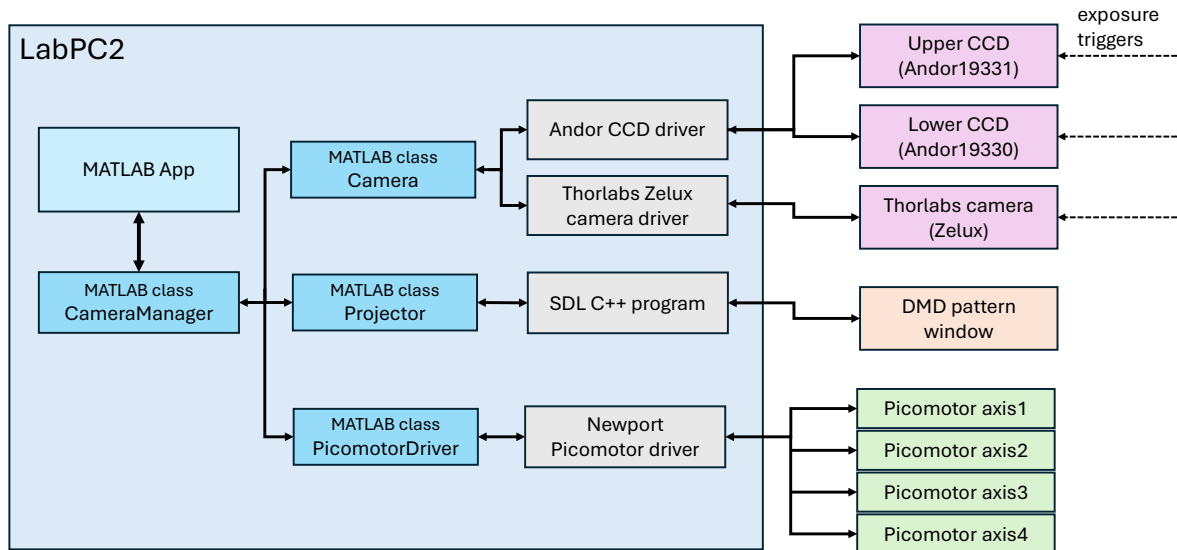 LabPC2
MATLAB App
MATLAB class
CameraManager
MATLAB class
Camera
MATLAB class
Projector
MATLAB class
PicomotorDriver
Andor CCD driver
Thorlabs Zelux
camera driver
SDL C++ program
Newport
Picomotor driver
Upper CCD
(Andor19331)
Lower CCD
(Andor19330)
Thorlabs camera
(Zelux)
DMD pattern
window
Picomotor axis1
Picomotor axis2
Picomotor axis3
Picomotor axis4
exposure
triggers